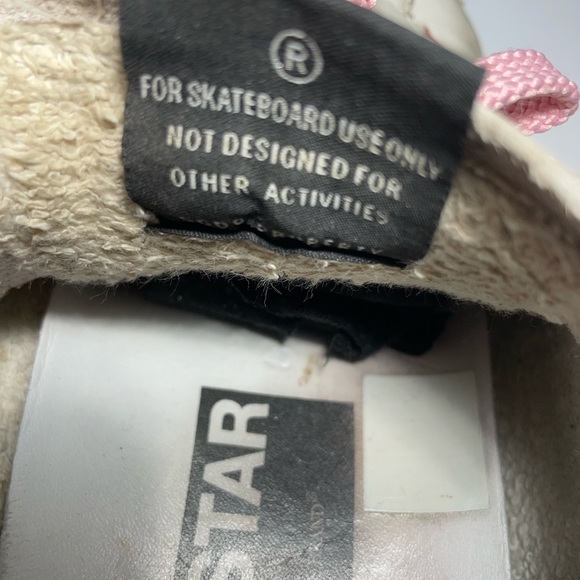 ®
FOR SKATEBOARD USE ONLY
NOT DESIGNED FOR
OTHER ACTIVITIES
STAR